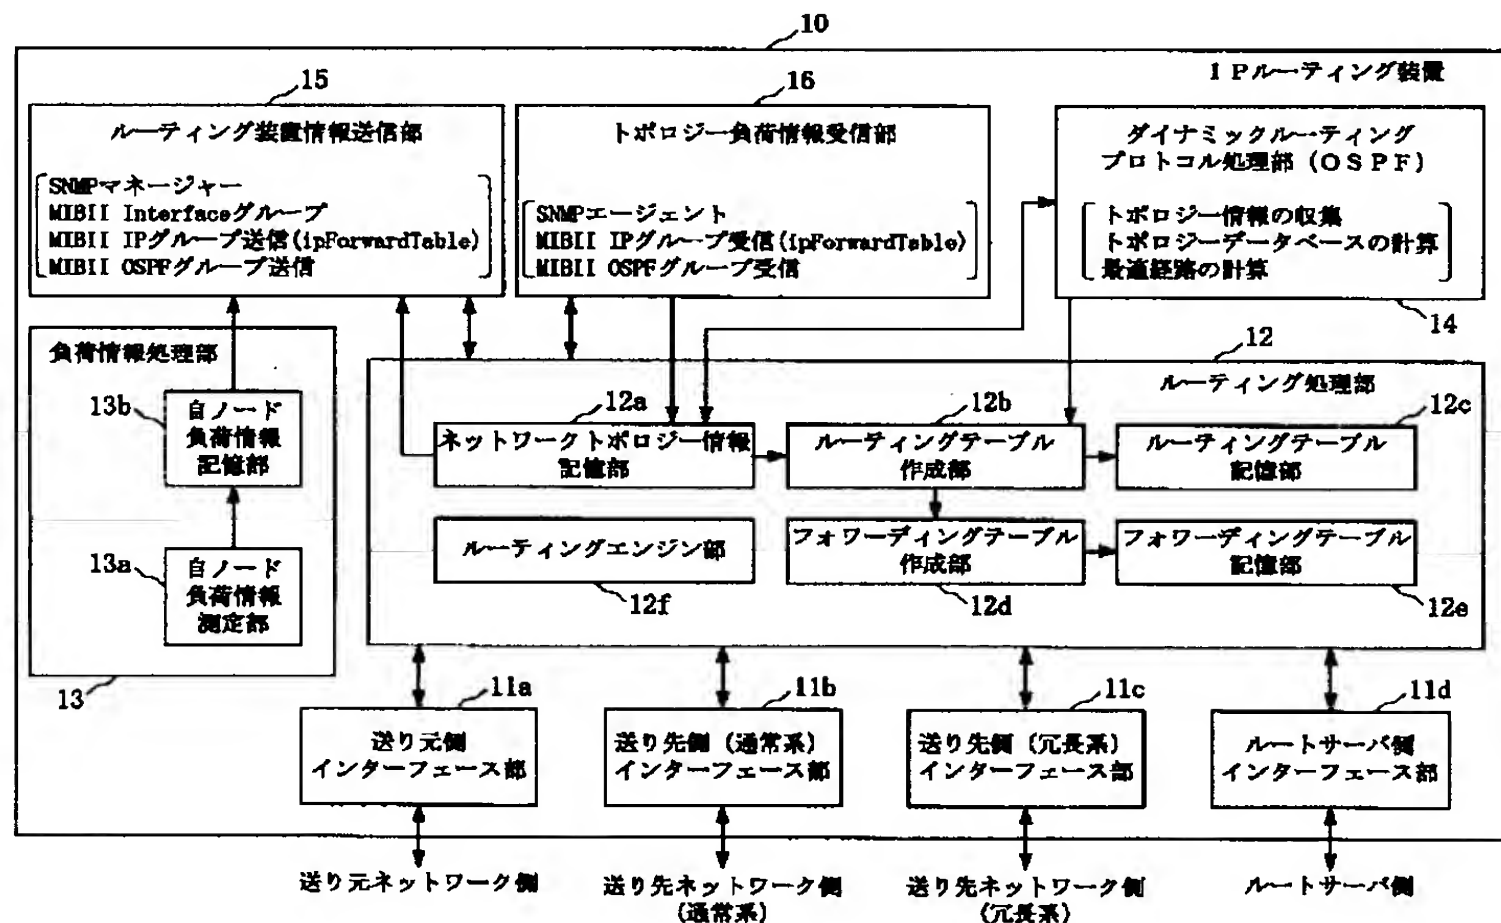 10
IPルーティング装置
15
ルーティング装置情報送信部
SNMPマネージャー
MIBII Interfaceグループ
MIBII IPグループ送信(ipForwardTable)
MIBII OSPFグループ送信
16
トポロジー負荷情報受信部
SNMPエージェント
MIBII IPグループ受信(ipForwardTable)
MIBII OSPFグループ受信
ダイナミックルーティング
プロトコル処理部(OSPF)
トポロジー情報の収集
トポロジーデータベースの計算
最適経路の計算
14
負荷情報処理部
13b
自ノード
負荷情報
記憶部
13a
自ノード
負荷情報
測定部
13
12
ルーティング処理部
12a
ネットワークトポロジー情報
記憶部
12b
ルーティングテーブル
作成部
12c
ルーティングテーブル
記憶部
ルーティングエンジン部
12f
フォワーディングテーブル
作成部
12d
フォワーディングテーブル
記憶部
12e
11a
送り元側
インターフェース部
11b
送り先側(通常系)
インターフェース部
11c
送り先側(冗長系)
インターフェース部
11d
ルートサーバ側
インターフェース部
送り元ネットワーク側
送り先ネットワーク側
(通常系)
送り先ネットワーク側
(冗長系)
ルートサーバ側